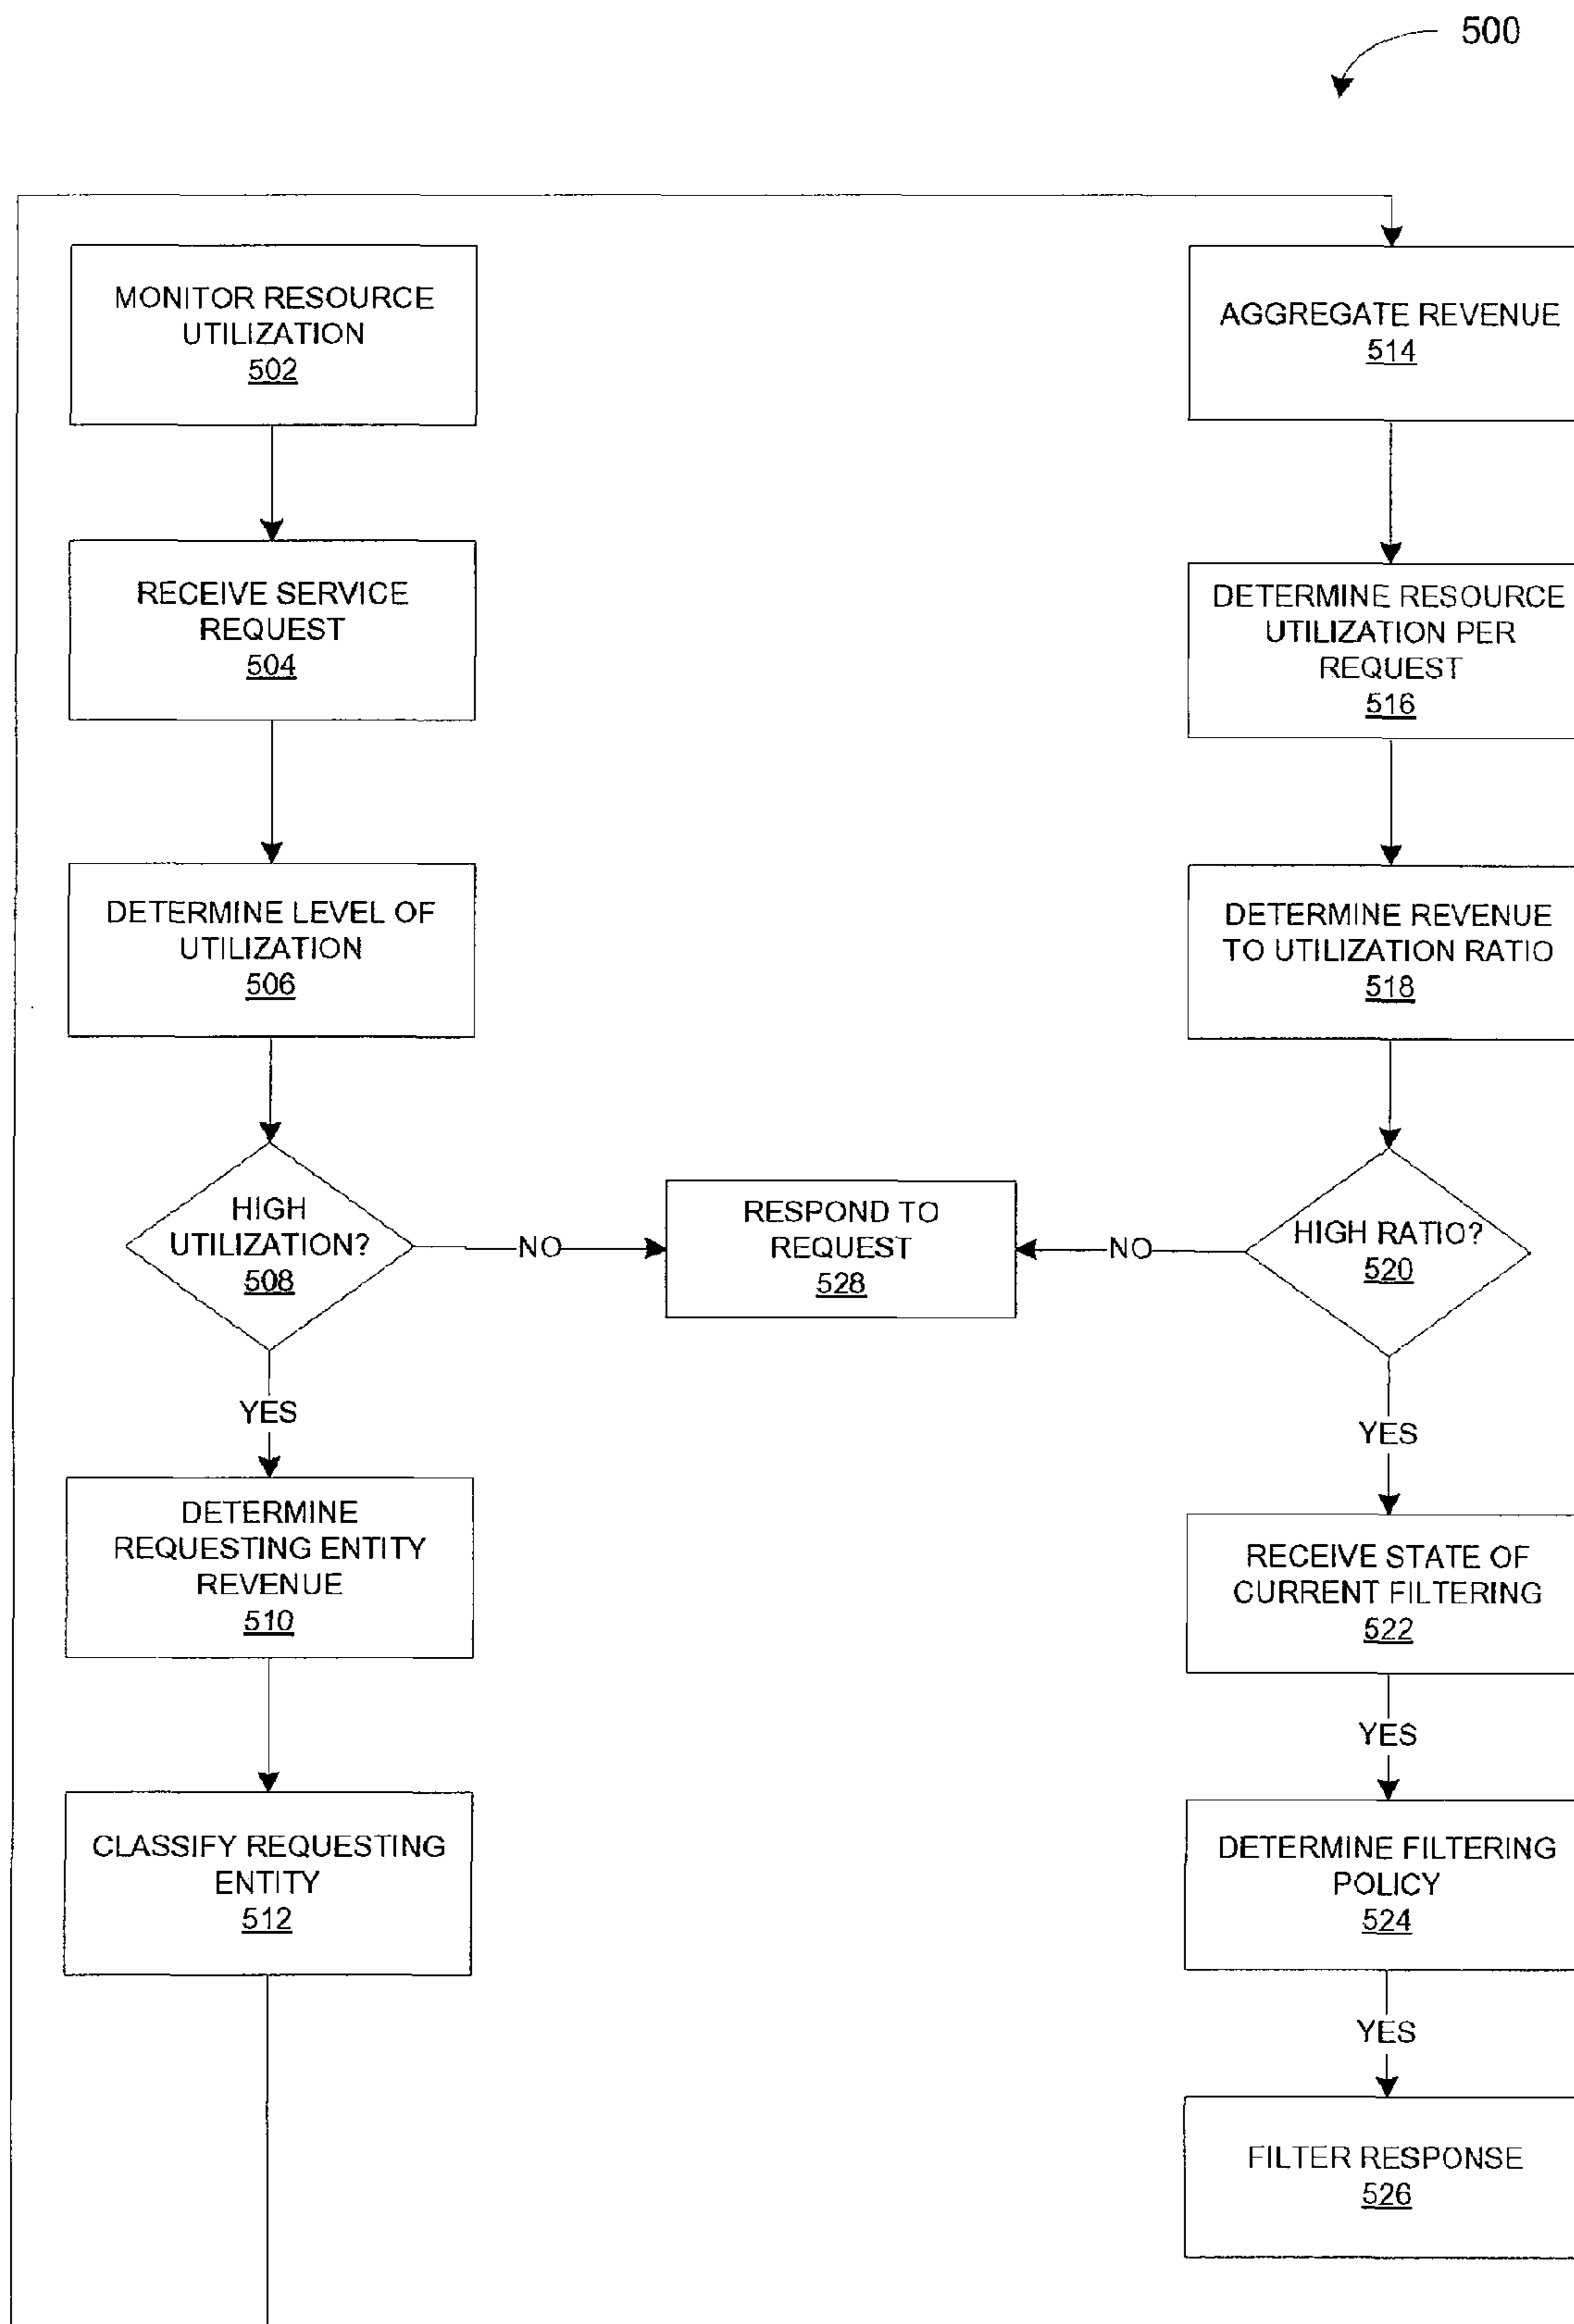 500
MONITOR RESOURCE
UTILIZATION
502
RECEIVE SERVICE
REQUEST
504
DETERMINE LEVEL OF
UTILIZATION
506
HIGH
UTILIZATION?
508
NO
YES
DETERMINE
REQUESTING ENTITY
REVENUE
510
CLASSIFY REQUESTING
ENTITY
512
RESPOND TO
REQUEST
528
AGGREGATE REVENUE
514
DETERMINE RESOURCE
UTILIZATION PER
REQUEST
516
DETERMINE REVENUE
TO UTILIZATION RATIO
518
HIGH RATIO?
520
NO
YES
RECEIVE STATE OF
CURRENT FILTERING
522
YES
DETERMINE FILTERING
POLICY
524
YES
FILTER RESPONSE
526